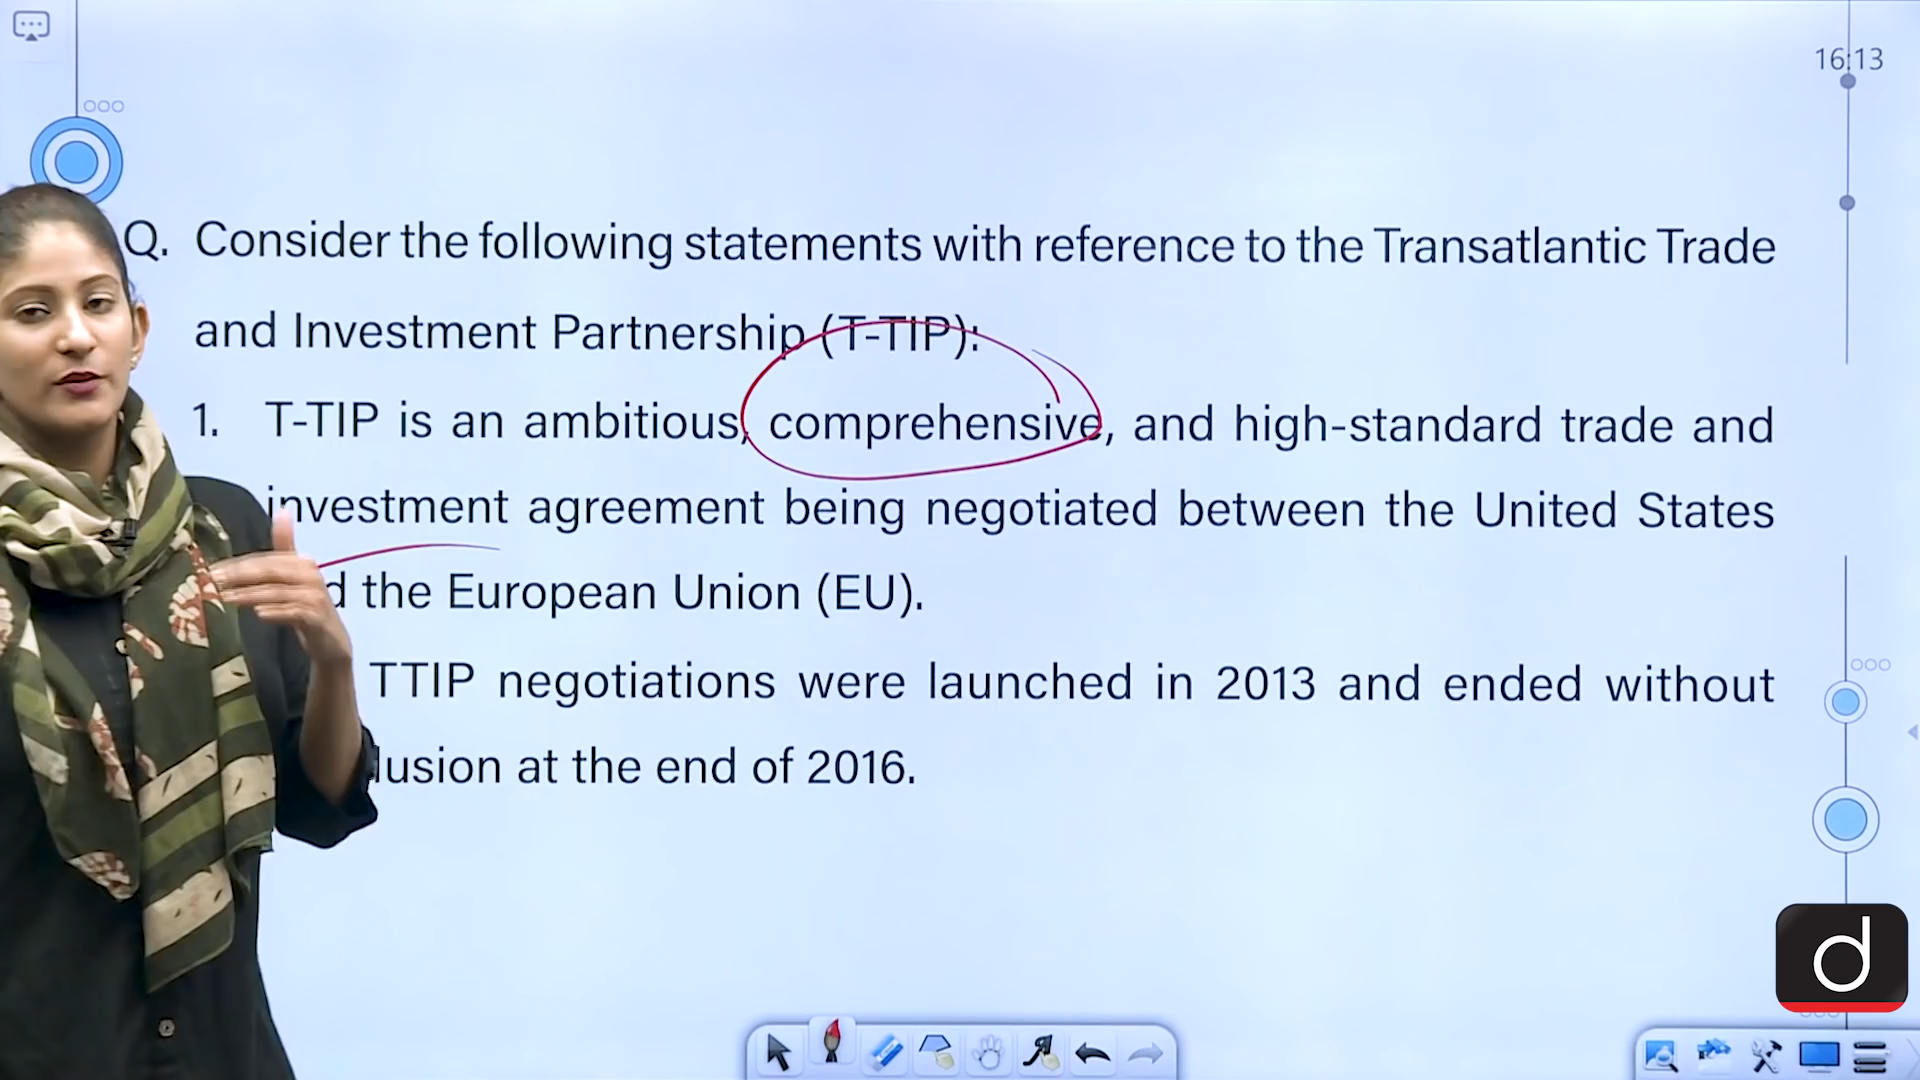 16:13
Q. Consider the following statements with reference to the Transatlantic Trade
and Investment Partnership (T-TIP):
1. T-TIP is an ambitious, comprehensive, and high-standard trade and
investment agreement being negotiated between the United States
the European Union (EU).
TTIP negotiations were launched in 2013 and ended without
at the end of 2016.
d